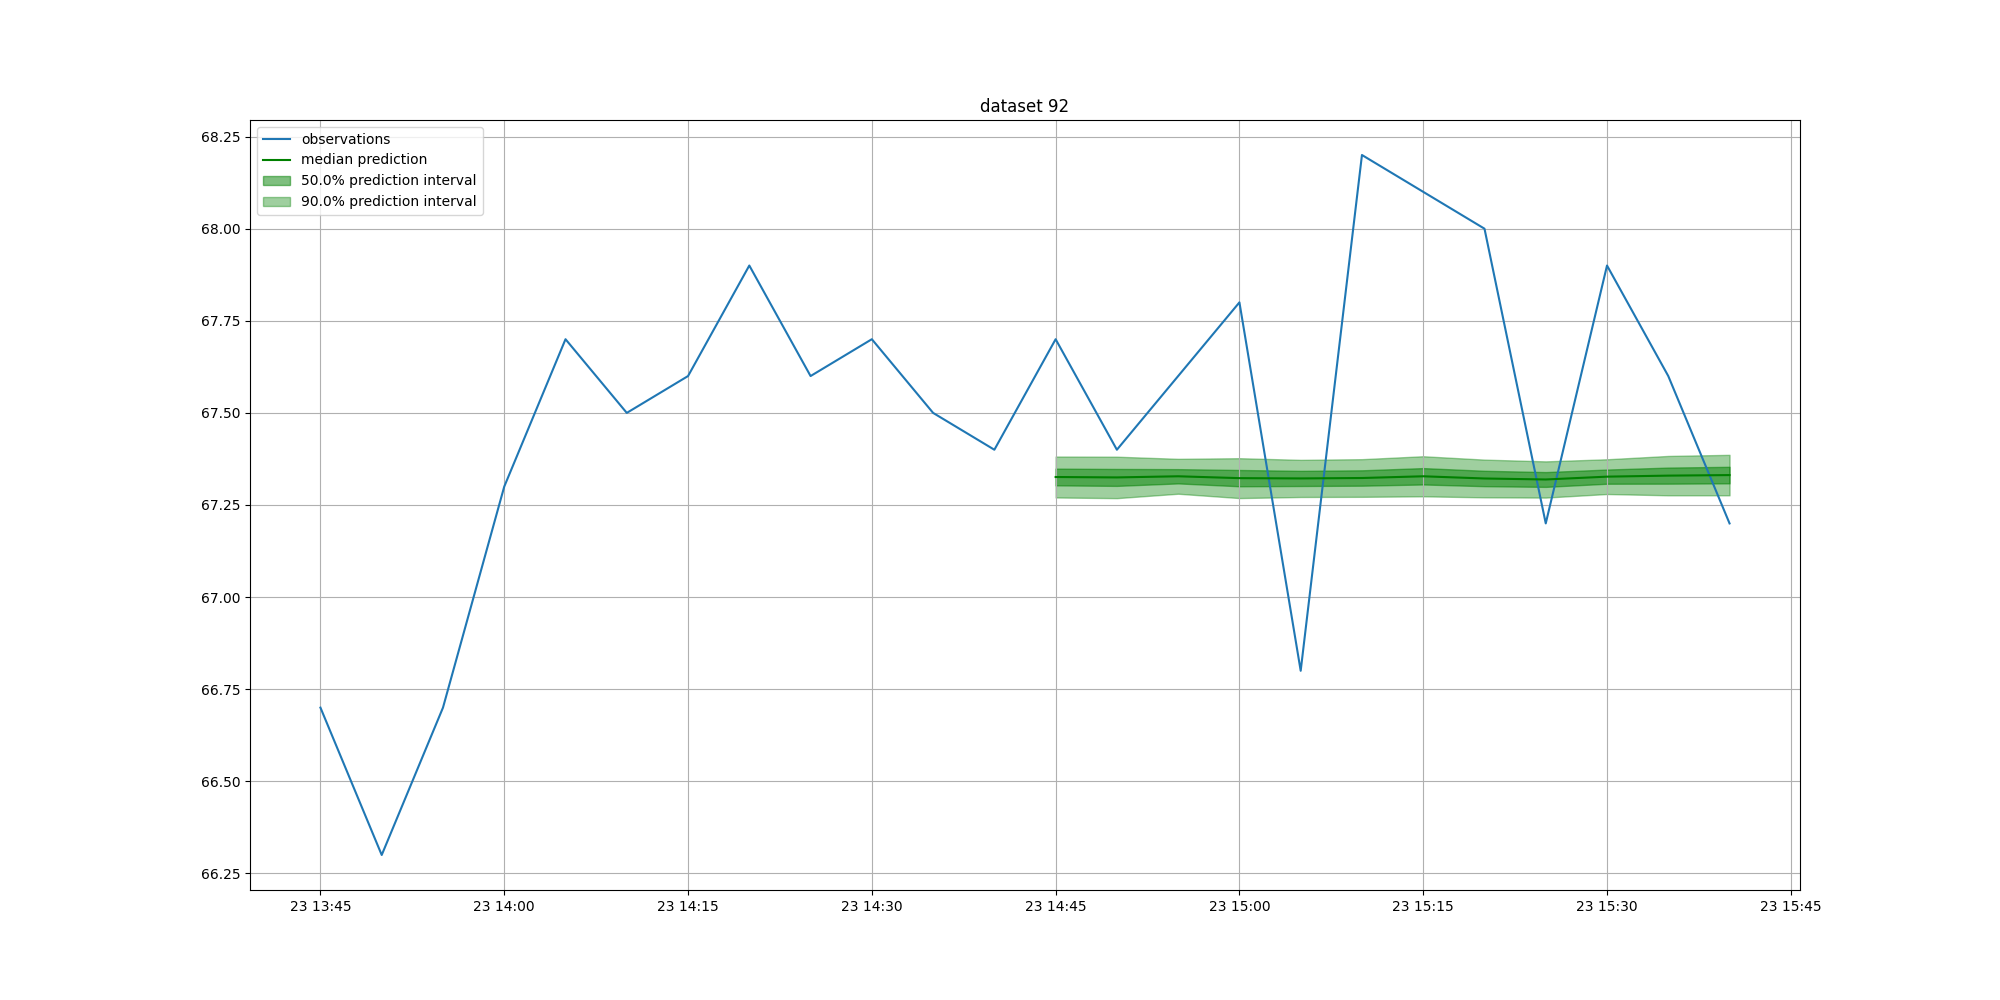 dataset 92
68.25
68.00
67.75
67.50
67.25
67.00
66.75
66.50
66.25
observations
median prediction
50.0% prediction interval
90.0% prediction interval
23 13:45 23 14:00 23 14:15 23 14:30 23 14:45 23 15:00 23 15:15 23 15:30 23 15:45